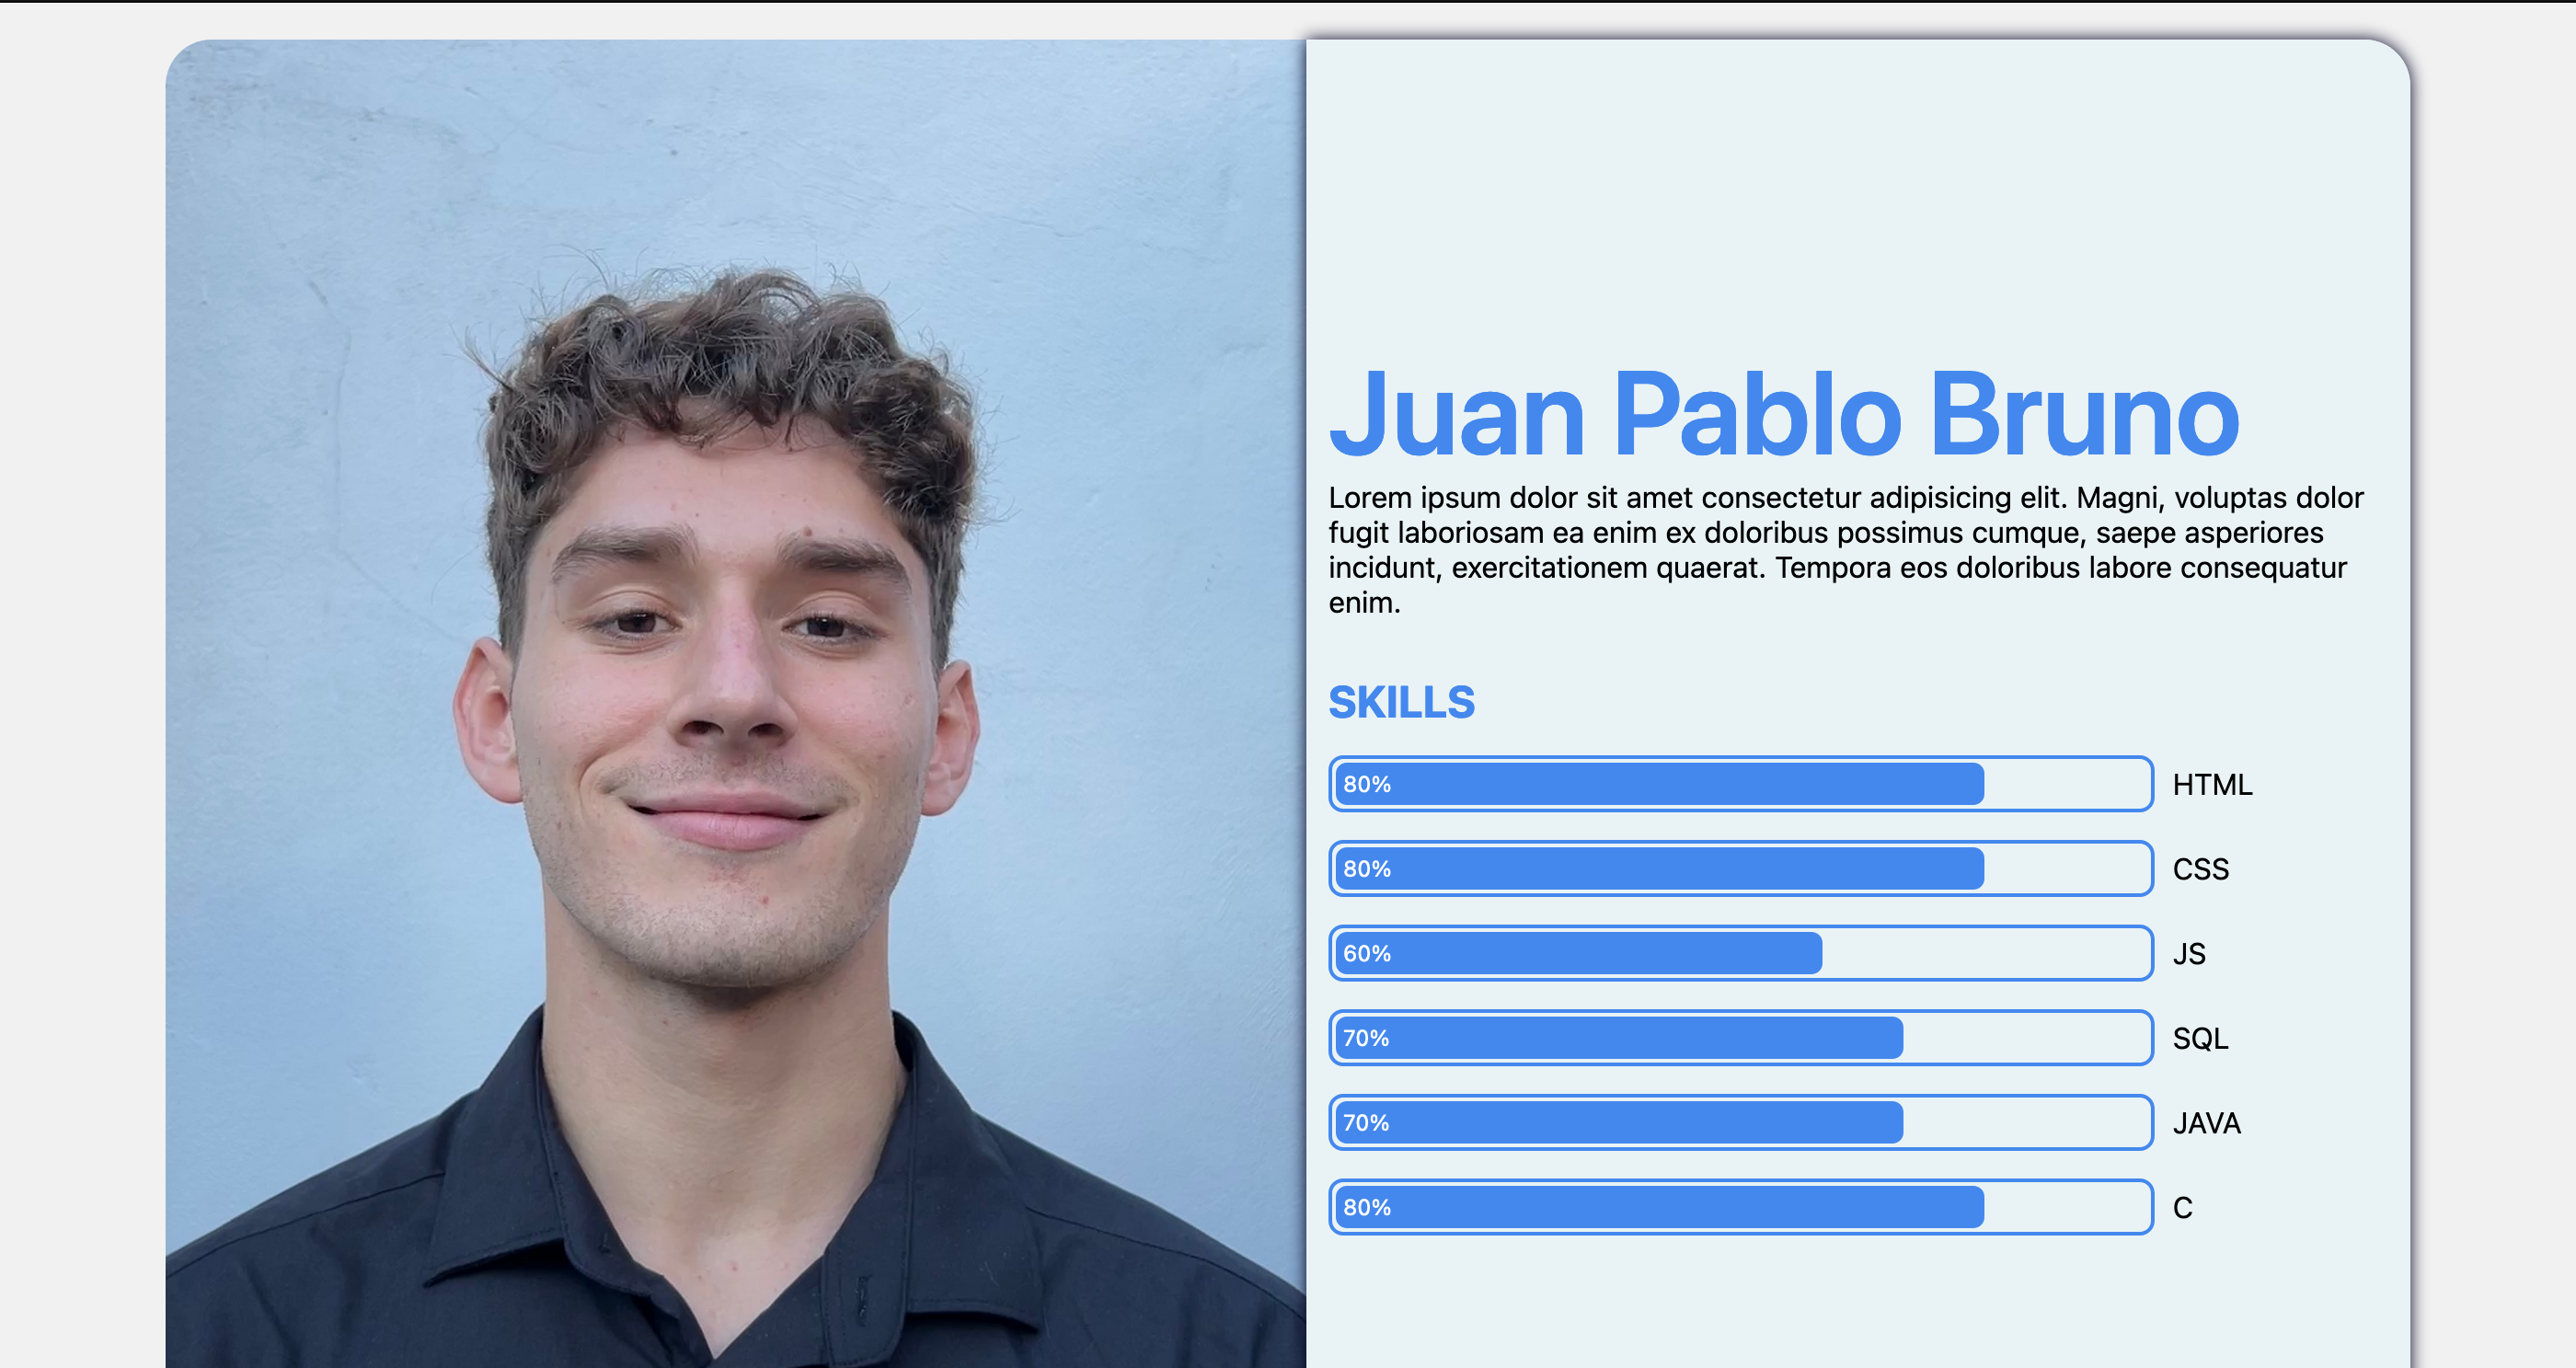 Juan Pablo Bruno
Lorem ipsum dolor sit amet consectetur adipisicing elit. Magni, voluptas dolor
fugit laboriosam ea enim ex doloribus possimus cumque, saepe asperiores
incidunt, exercitationem quaerat. Tempora eos doloribus labore consequatur
enim.
SKILLS
80% HTML
80% CSS
60% JS
70% SQL
70% JAVA
80% C